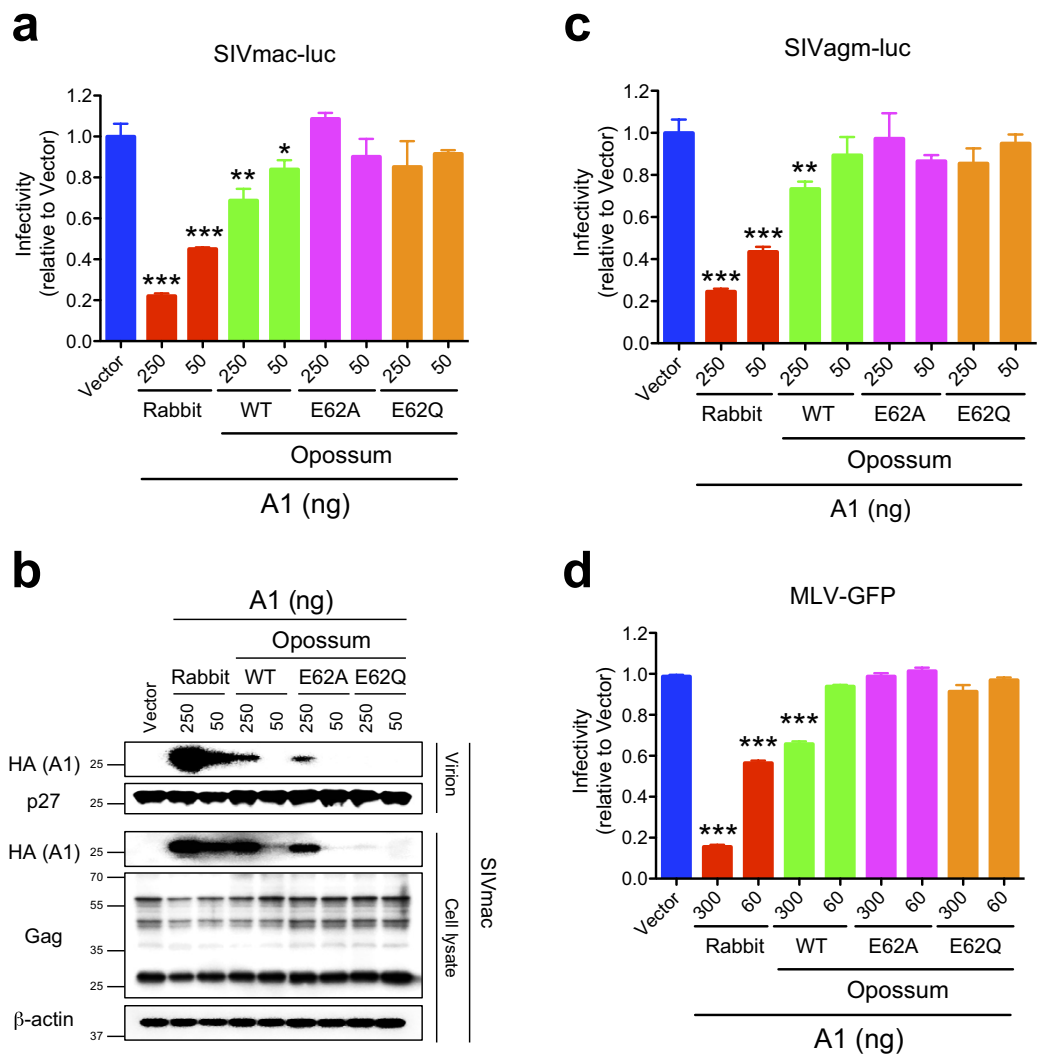 a
SIVmac-luc
Infectivity
(relative to Vector)
1.2
1.0
0.8
0.6
0.4
0.2
0.0
***
***
**
*
Vector
250
50
250
50
250
50
250
50
Rabbit
WT
E62A
E62Q
Opossum
A1 (ng)
c
SIVagm-luc
Infectivity
(relative to Vector)
1.2
1.0
0.8
0.6
0.4
0.2
0.0
***
***
**
Vector
250
50
250
50
250
50
250
50
Rabbit
WT
E62A
E62Q
Opossum
A1 (ng)
b
A1 (ng)
Opossum
Rabbit
WT
E62A
E62Q
Vector
250
50
250
50
250
50
250
50
HA (A1)
25
p27
25
Virion
HA (A1)
25
Gag
70
55
35
25
β-actin
37
Cell lysate
SIVmac
d
MLV-GFP
Infectivity
(relative to Vector)
1.2
1.0
0.8
0.6
0.4
0.2
0.0
***
***
***
Vector
300
60
300
60
300
60
300
60
Rabbit
WT
E62A
E62Q
Opossum
A1 (ng)